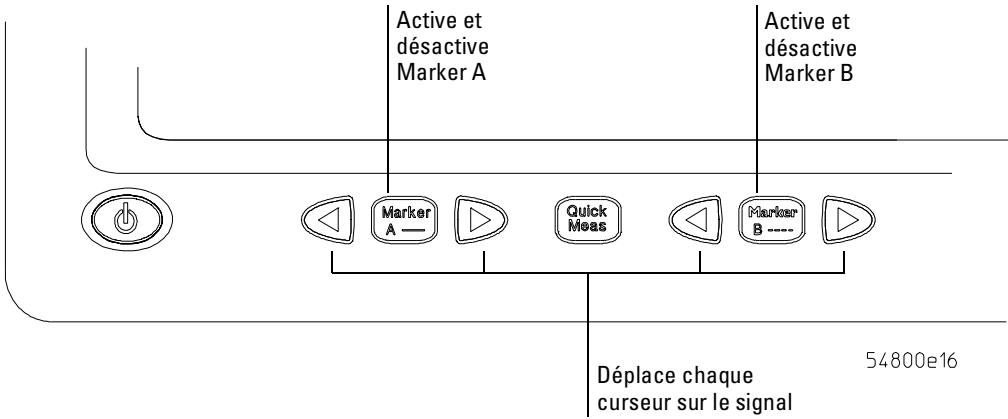 Active et
désactive
Marker A
Active et
désactive
Marker B
Marker
A —
Quick
Meas
Marker
B ----
54800e16
Déplace chaque
curseur sur le signal